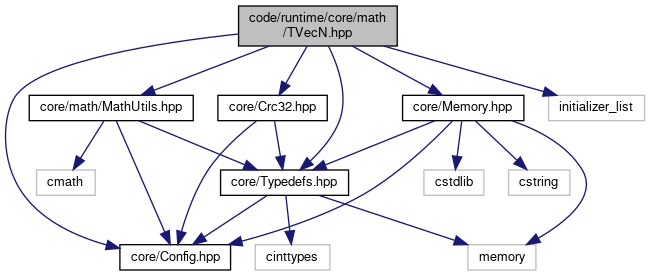 code/runtime/core/math
/TVecN.hpp
core/math/MathUtils.hpp
core/Crc32.hpp
core/Memory.hpp
initializer_list
cmath
core/Typedefs.hpp
cstdlib
cstring
core/Config.hpp
cinttypes
memory